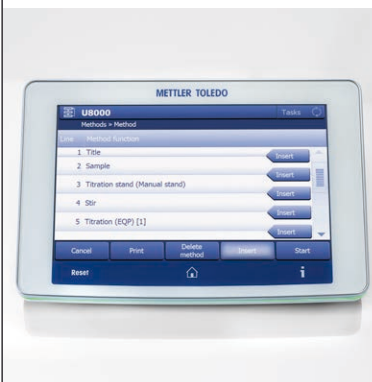 METTLER TOLEDO
U8000 Tasks
Methods > Method
Line Method function
1 Title Insert
2 Sample Insert
3 Titration stand (Manual stand) Insert
4 Stir Insert
5 Titration (EQP) [1] Insert
Cancel Print Delete method Insert Start
Reset i